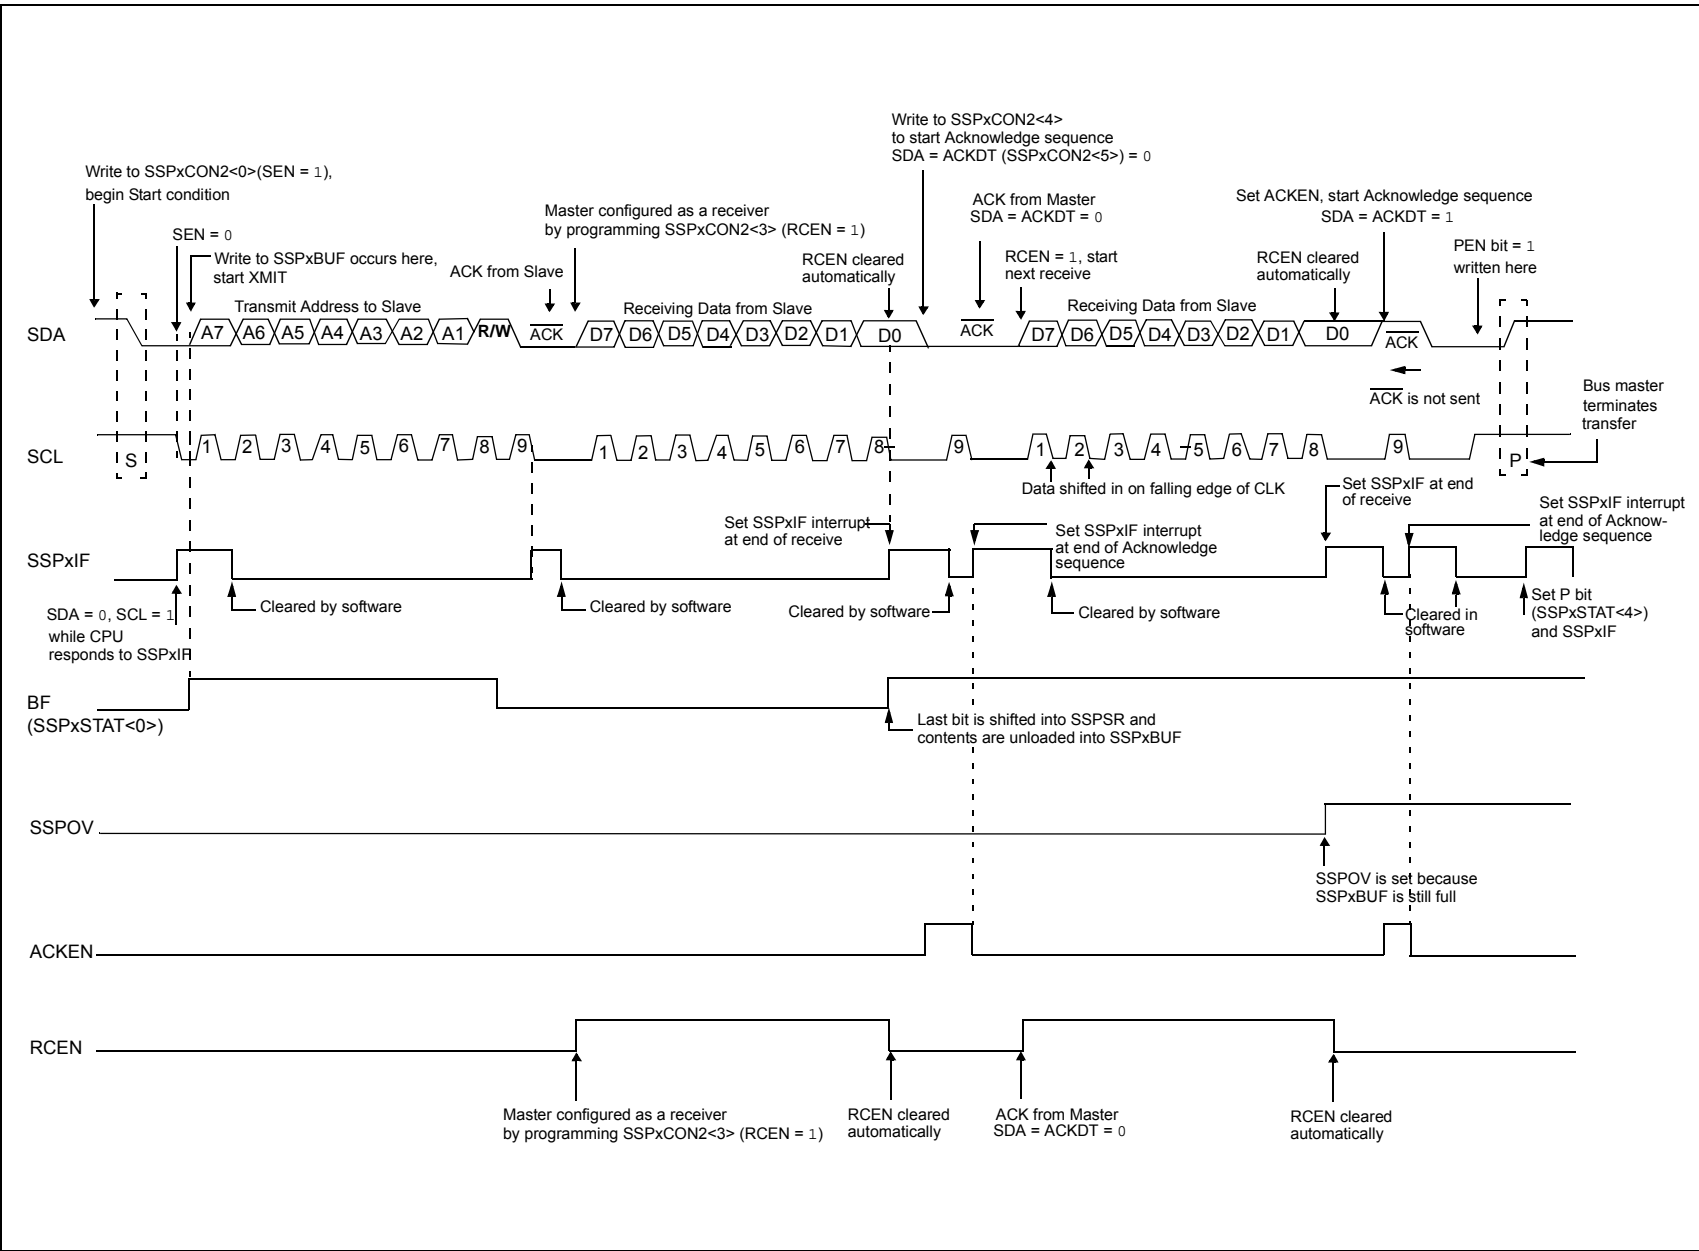 Write to SSPxCON2<4>
to start Acknowledge sequence
SDA = ACKDT (SSPxCON2<5>) = 0
Write to SSPxCON2<0>(SEN = 1),
begin Start condition
SEN = 0
Write to SSPxBUF occurs here,
start XMIT
ACK from Slave
Master configured as a receiver
by programming SSPxCON2<3> (RCEN = 1)
RCEN cleared
automatically
ACK from Master
SDA = ACKDT = 0
RCEN = 1, start
next receive
Set ACKEN, start Acknowledge sequence
SDA = ACKDT = 1
RCEN cleared
automatically
PEN bit = 1
written here
Transmit Address to Slave
Receiving Data from Slave
Receiving Data from Slave
SDA
A7 A6 A5 A4 A3 A2 A1 R/W ACK D7 D6 D5 D4 D3 D2 D1 D0 ACK D7 D6 D5 D4 D3 D2 D1 D0 ACK
ACK is not sent
Bus master
terminates
transfer
SCL
S 1 2 3 4 5 6 7 8 9 1 2 3 4 5 6 7 8 9 1 2 3 4 5 6 7 8 9 P
Data shifted in on falling edge of CLK
Set SSPxIF interrupt
at end of receive
Set SSPxIF interrupt
at end of Acknowledge
sequence
Set SSPxIF at end
of receive
Set SSPxIF interrupt
at end of Acknow-
ledge sequence
SSPxIF
SDA = 0, SCL = 1
while CPU
responds to SSPxIF
Cleared by software
Cleared by software
Cleared by software
Cleared by software
Cleared in
software
Set P bit
(SSPxSTAT<4>)
and SSPxIF
BF
(SSPxSTAT<0>)
Last bit is shifted into SSPSR and
contents are unloaded into SSPxBUF
SSPOV
SSPOV is set because
SSPxBUF is still full
ACKEN
RCEN
Master configured as a receiver
by programming SSPxCON2<3> (RCEN = 1)
RCEN cleared
automatically
ACK from Master
SDA = ACKDT = 0
RCEN cleared
automatically